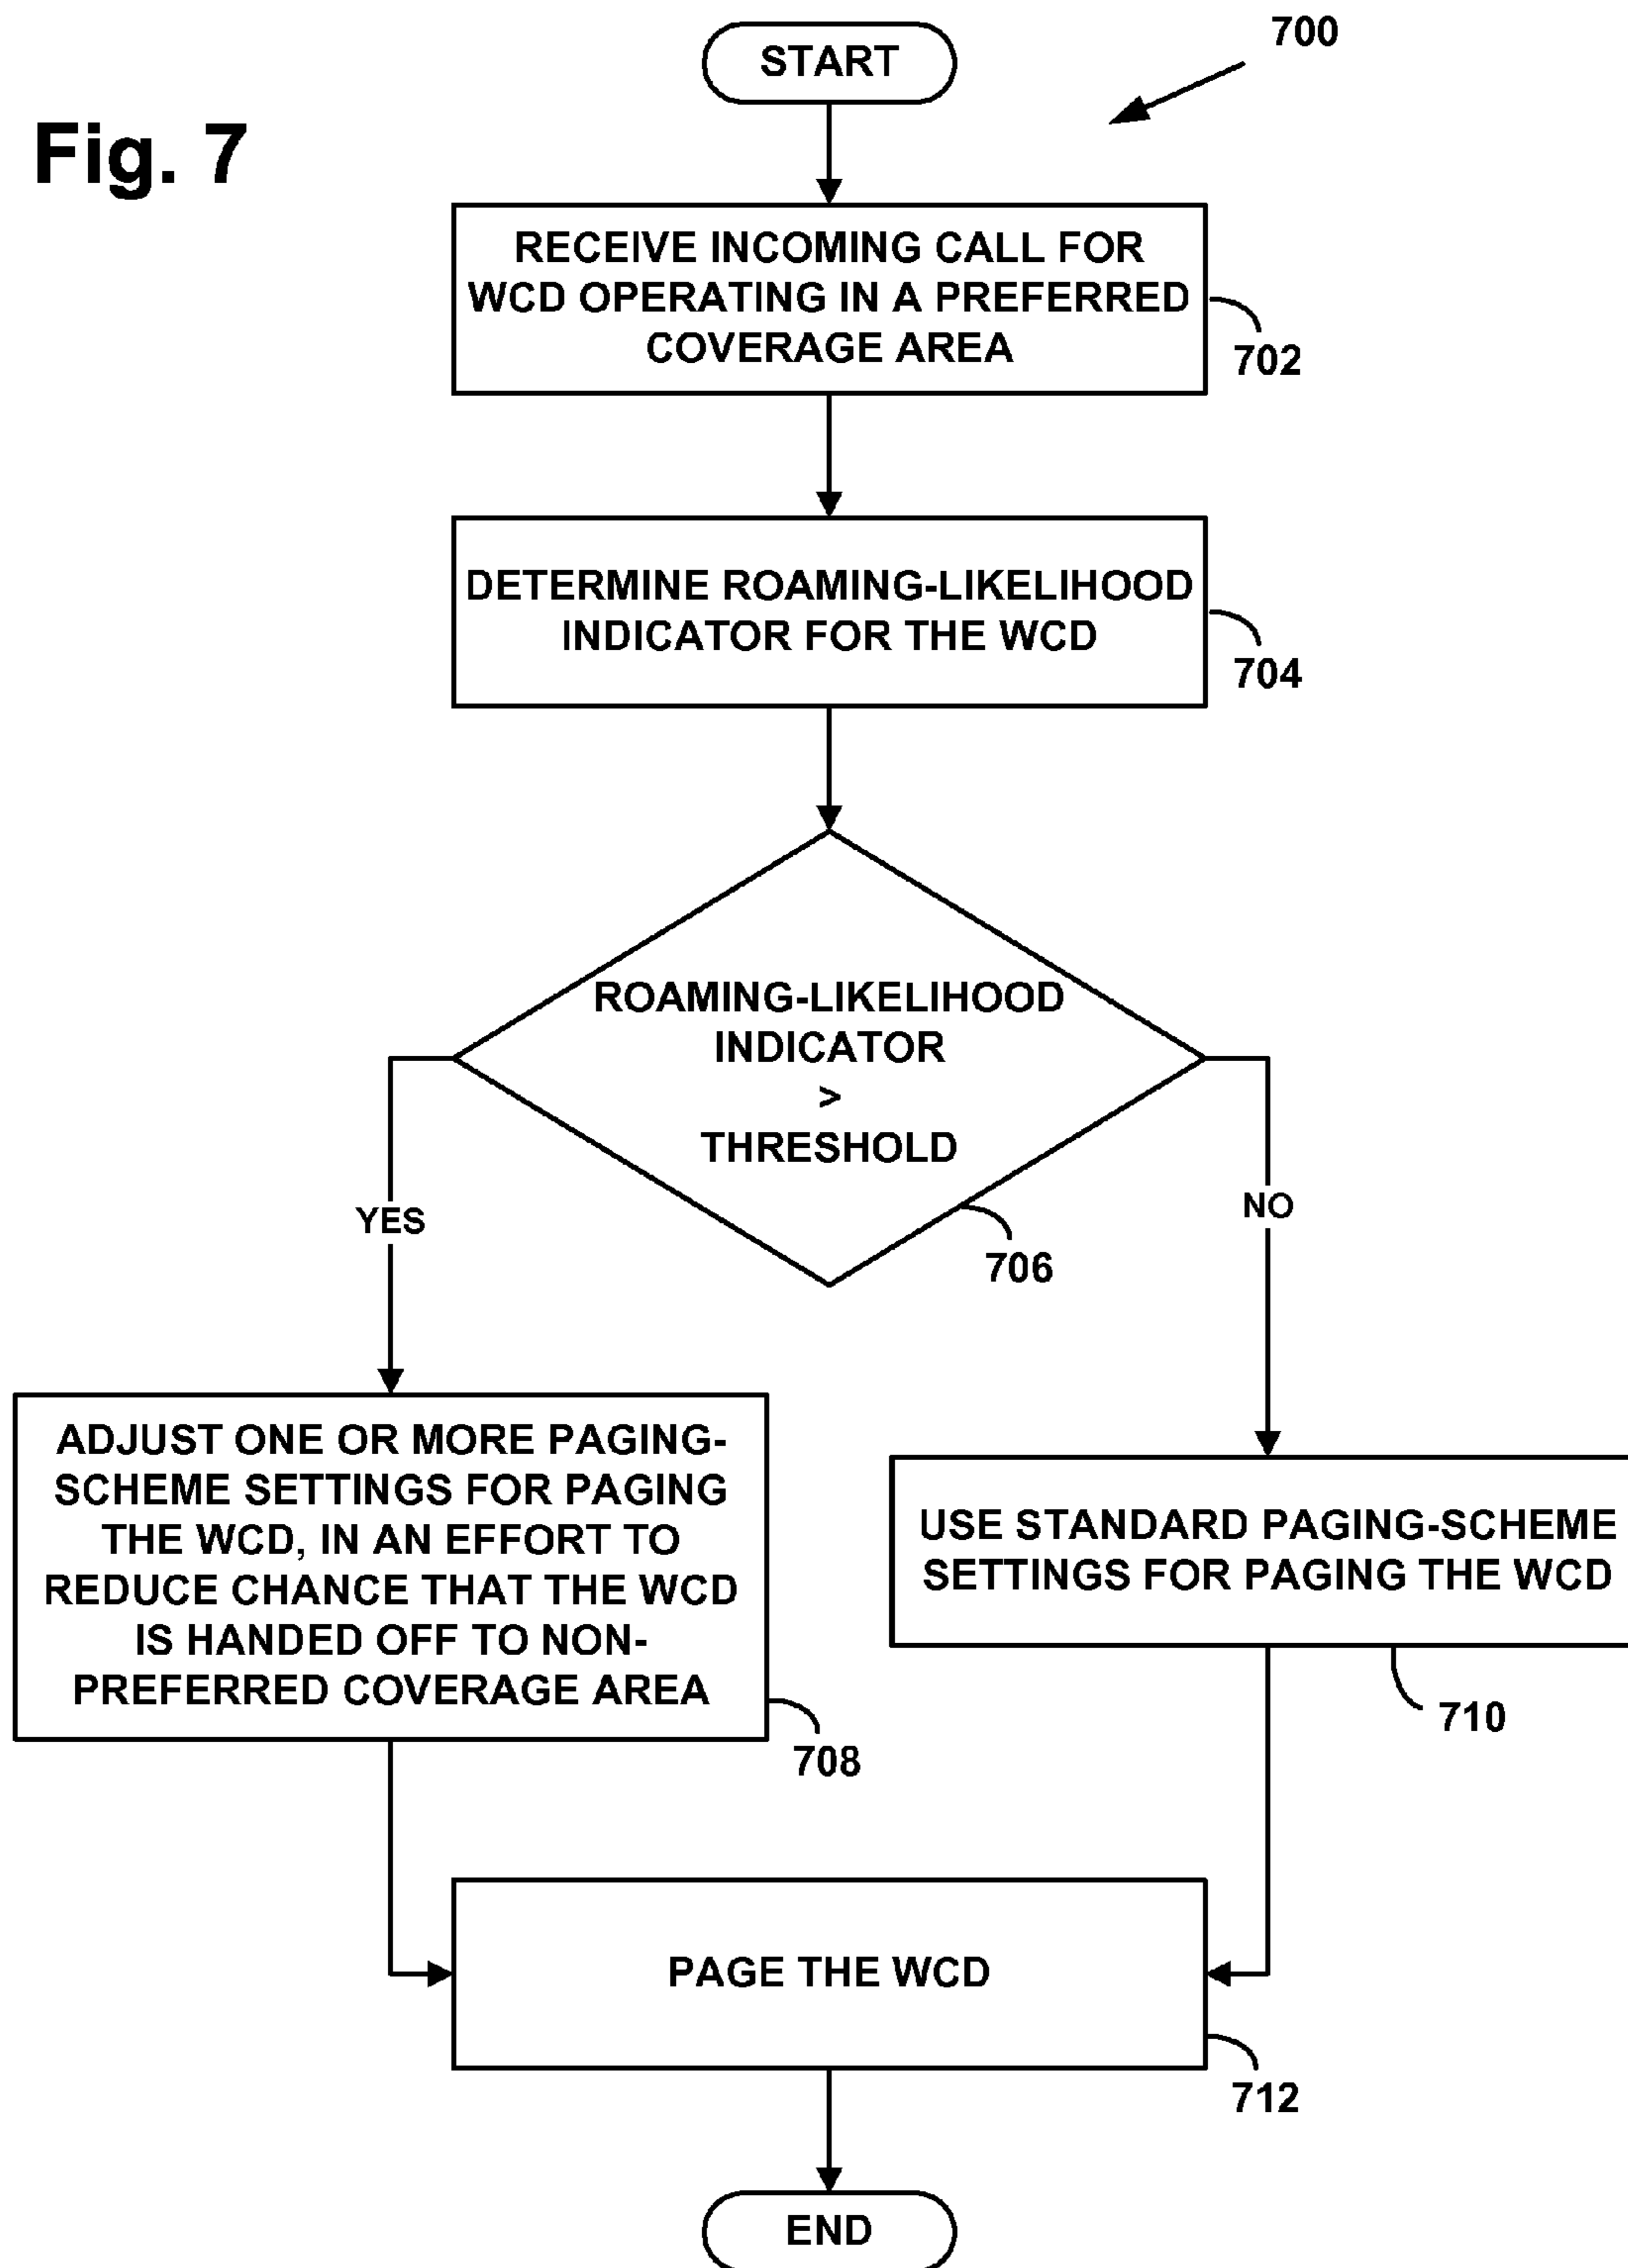 START
700
Fig. 7
RECEIVE INCOMING CALL FOR
WCD OPERATING IN A PREFERRED
COVERAGE AREA
702
DETERMINE ROAMING-LIKELIHOOD
INDICATOR FOR THE WCD
704
ROAMING-LIKELIHOOD
INDICATOR
>
THRESHOLD
706
YES
NO
ADJUST ONE OR MORE PAGING-
SCHEME SETTINGS FOR PAGING
THE WCD, IN AN EFFORT TO
REDUCE CHANCE THAT THE WCD
IS HANDED OFF TO NON-
PREFERRED COVERAGE AREA
708
USE STANDARD PAGING-SCHEME
SETTINGS FOR PAGING THE WCD
710
PAGE THE WCD
712
END